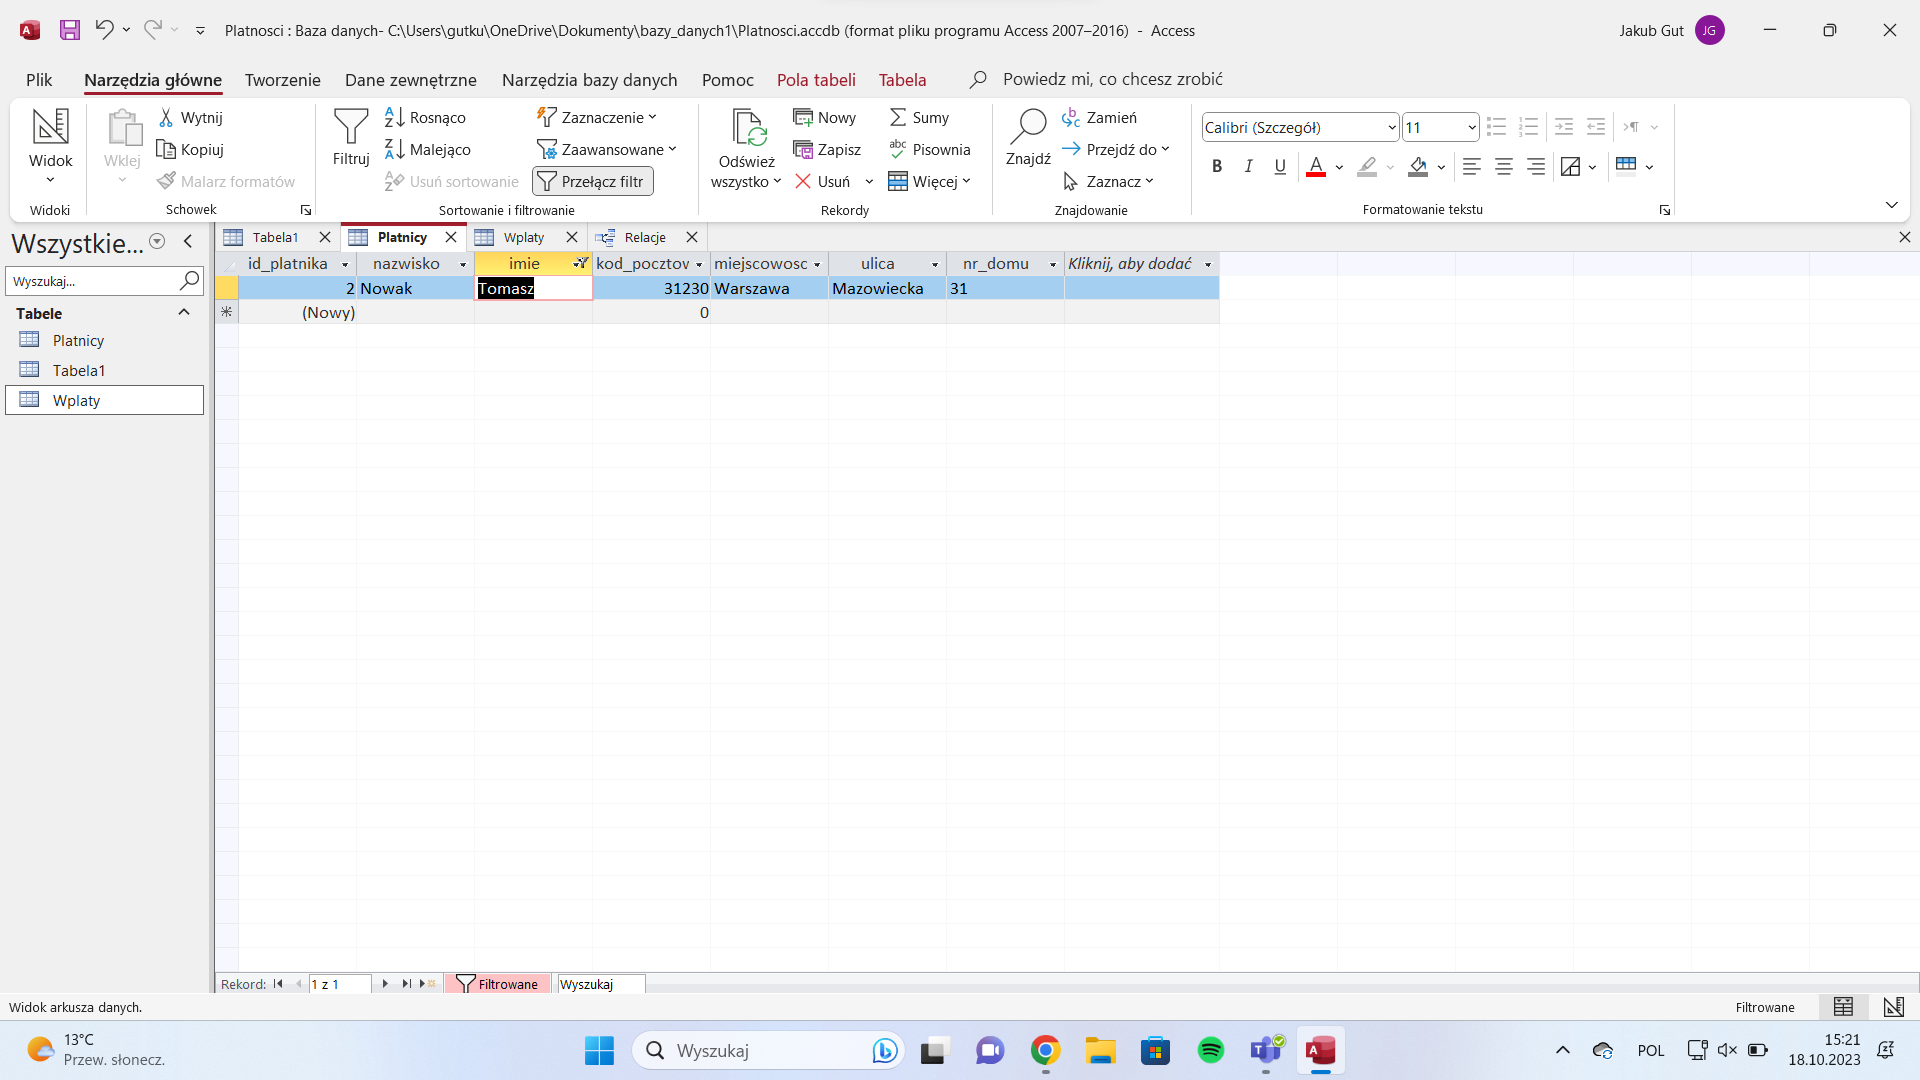 Platnosci : Baza danych- C:\Users\gutku\OneDrive\Dokumenty\bazy_danych1\Platnosci.accdb (format pliku programu Access 2007–2016) - Access
Jakub Gut
JG
Plik
Narzędzia główne
Tworzenie
Dane zewnętrzne
Narzędzia bazy danych
Pomoc
Pola tabeli
Tabela
Powiedz mi, co chcesz zrobić
Widok
Widoki
Wklej
Wytnij
Kopiuj
Malarz formatów
Schowek
Filtruj
Rosnąco
Malejąco
Usuń sortowanie
Zaznaczenie
Zaawansowane
Przełącz filtr
Sortowanie i filtrowanie
Odśwież
wszystko
Nowy
Zapisz
Usuń
Sumy
Pisownia
Więcej
Rekordy
Znajdź
Zamień
Przejdź do
Zaznacz
Znajdowanie
Calibri (Szczegół)
11
B I U A
Formatowanie tekstu
Wszystkie...
Wyszukaj...
Tabele
Platnicy
Tabela1
Wplaty
Tabela1
Platnicy
Wplaty
Relacje
id_platnika nazwisko imie kod_pocztow miejscowosc ulica nr_domu Kliknij, aby dodać
2 Nowak Tomasz 31230 Warszawa Mazowiecka 31
(Nowy) 0
Rekord: 1 z 1 Filtrowane Wyszukaj
Widok arkusza danych.
Filtrowane
13°C
Przew. słonecz.
Wyszukaj
POL
15:21
18.10.2023